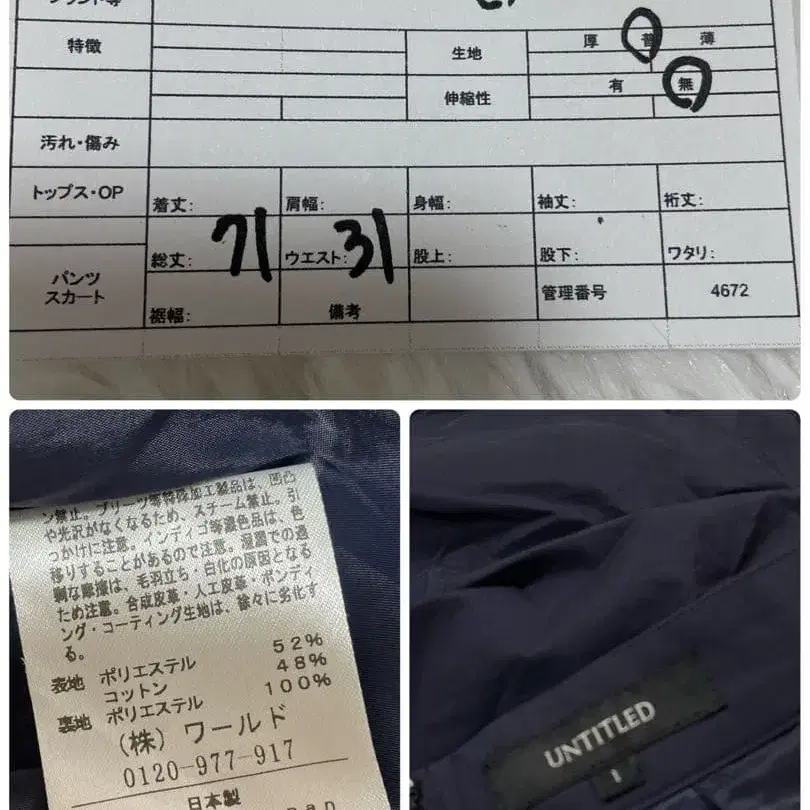 ブランド等
特徴 生地 厚 普 薄
伸縮性 有 無
汚れ・傷み
トップス・OP 着丈: 肩幅: 身幅: 袖丈: 裄丈:
パンツ スカート 総丈: 71 ウエスト: 31 股上: 股下: ワタリ:
裾幅: 備考 管理番号 4672
ン禁止。プリーツ等特殊加工製品は、凹凸
や光沢がなくなるため、スチーム禁止。引
っかけに注意。インディゴ等濃色品は、色
移りすることがあるので注意。湿潤での過
剰な摩擦は、毛羽立ち・白化の原因となる
ため注意。合成皮革・人工皮革・ボンディ
ング・コーティング生地は、徐々に劣化す
る。
表地 ポリエステル 52%
コットン 48%
裏地 ポリエステル 100%
(株) ワールド
0120-977-917
日本製
UNTITLED
1